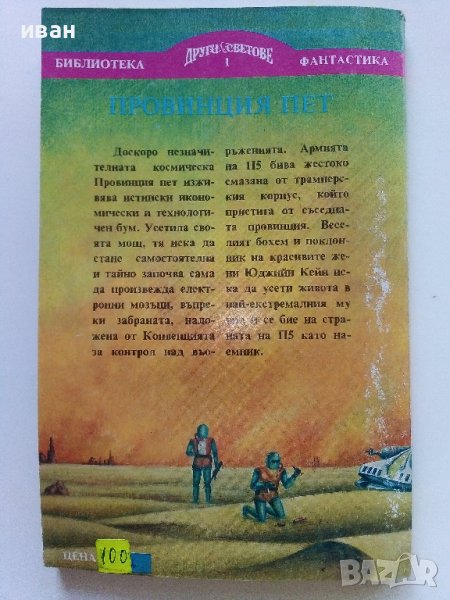 иван
ДРУГИ СВЕТОВЕ
1
БИБЛИОТЕКА
ФАНТАСТИКА
ПРОВИНЦИЯ ПЕТ
Доскоро незначи-
телната космическа
Провинция пет изжи-
вява истински иконо-
мически и технологи-
чен бум. Усетила сво-
ята мощ, тя иска да
стане самостоятелна
и тайно започва сама
да произвежда елект-
ронни мозъци, въпре-
ки забраната, нало-
жена от Конвенцията
за контрол над въо-
ръженията. Армията
на П5 бива жестоко
смазана от трамперс-
кия корпус, който
пристига от съседна-
та провинция. Весе-
лият бохем и поклон-
ник на красивите же-
ни Юджийн Кейн ис-
ка да усети живота в
най-екстремалния му
и се бие на стра-
ната на П5 като на-
емник.
ЦЕНА
100
BAZAR